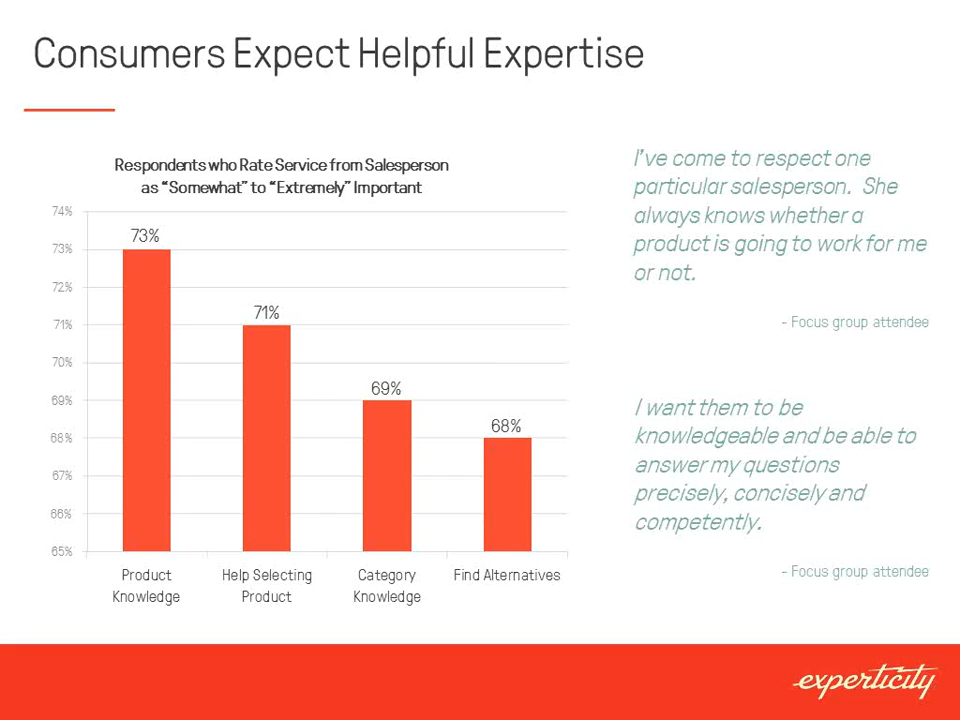 Consumers Expect Helpful Expertise
Respondents who Rate Service from Salesperson
as “Somewhat” to “Extremely” Important
74%
73%
72%
71%
70%
69%
68%
67%
66%
65%
73%
71%
69%
68%
Product
Knowledge
Help Selecting
Product
Category
Knowledge
Find Alternatives
I’ve come to respect one
particular salesperson. She
always knows whether a
product is going to work for me
or not.
- Focus group attendee
I want them to be
knowledgeable and be able to
answer my questions
precisely, concisely and
competently.
- Focus group attendee
experticity